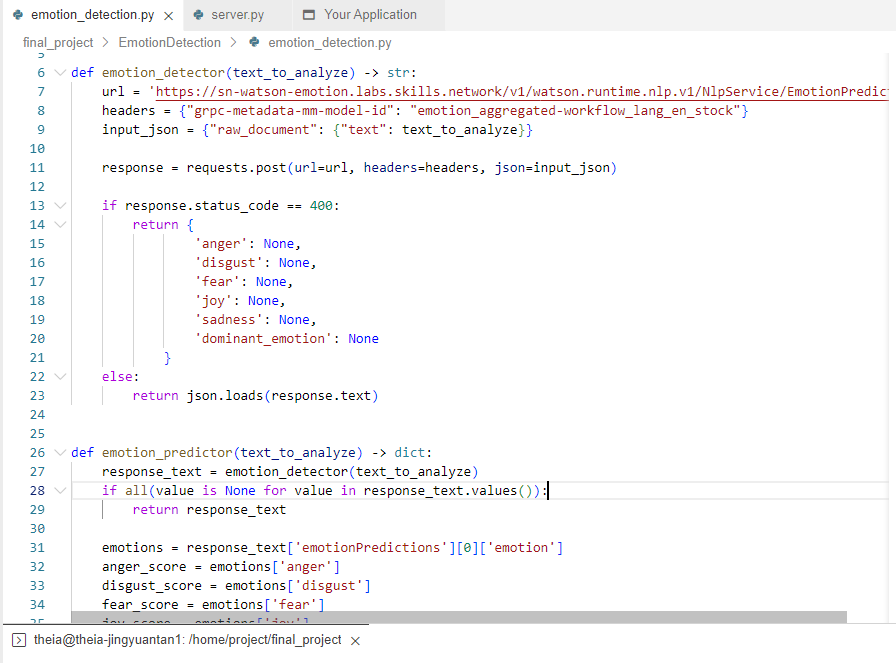 emotion_detection.py × server.py Your Application
final_project > EmotionDetection > emotion_detection.py
5
6 def emotion_detector(text_to_analyze) -> str:
7 url = 'https://sn-watson-emotion.labs.skills.network/v1/watson.runtime.nlp.v1/NlpService/EmotionPredic
8 headers = {"grpc-metadata-mm-model-id": "emotion_aggregated-workflow_lang_en_stock"}
9 input_json = {"raw_document": {"text": text_to_analyze}}
10
11 response = requests.post(url=url, headers=headers, json=input_json)
12
13 if response.status_code == 400:
14 return {
15 'anger': None,
16 'disgust': None,
17 'fear': None,
18 'joy': None,
19 'sadness': None,
20 'dominant_emotion': None
21 }
22 else:
23 return json.loads(response.text)
24
25
26 def emotion_predictor(text_to_analyze) -> dict:
27 response_text = emotion_detector(text_to_analyze)
28 if all(value is None for value in response_text.values()):
29 return response_text
30
31 emotions = response_text['emotionPredictions'][0]['emotion']
32 anger_score = emotions['anger']
33 disgust_score = emotions['disgust']
34 fear_score = emotions['fear']
35 joy_score = emotions['joy']
theia@theia-jingyuantan1: /home/project/final_project ×